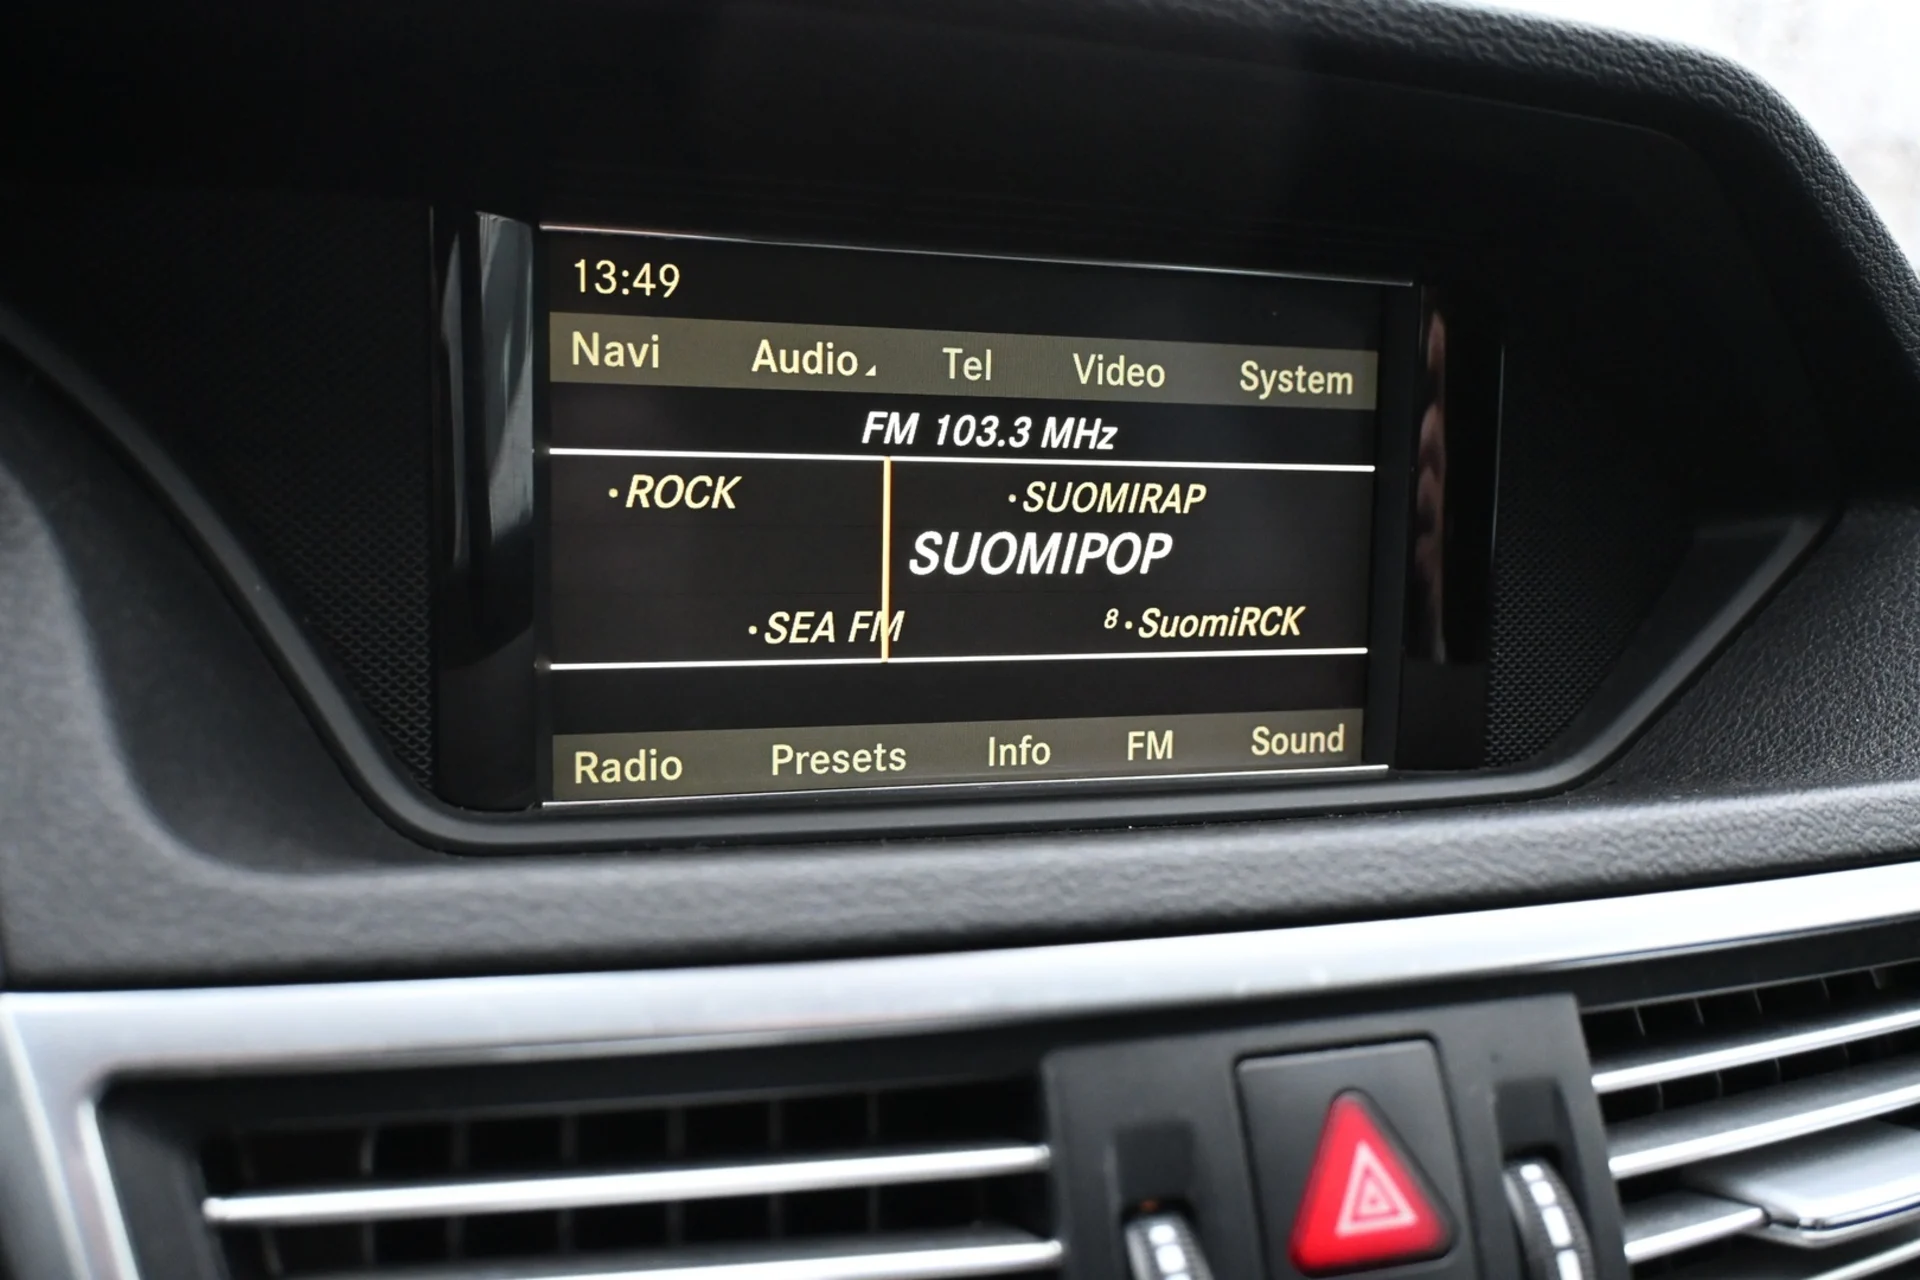 13:49
Navi Audio Tel Video System
FM 103.3 MHz
·ROCK ·SUOMIRAP
SUOMIPOP
·SEA FM 8·SuomiRCK
Radio Presets Info FM Sound